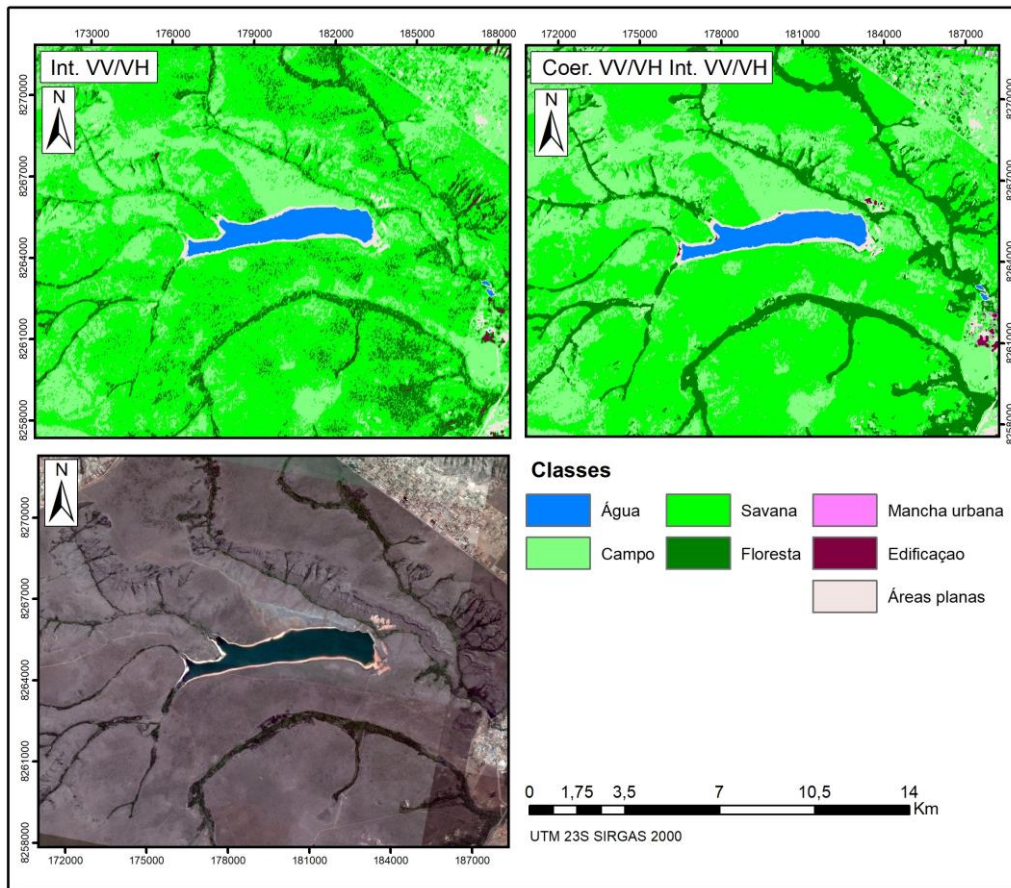 173000 176000 179000 182000 185000 188000
172000 175000 178000 181000 184000 187000
Int. VV/VH
Coer. VV/VH Int. VV/VH
N
N
8270000
8267000
8264000
8261000
8258000
8270000
8267000
8264000
8261000
8258000
N
8270000
8267000
8264000
8261000
8258000
172000 175000 178000 181000 184000 187000
Classes
Água Savana Mancha urbana
Campo Floresta Edificaçao
Áreas planas
0 1,75 3,5 7 10,5 14
Km
UTM 23S SIRGAS 2000